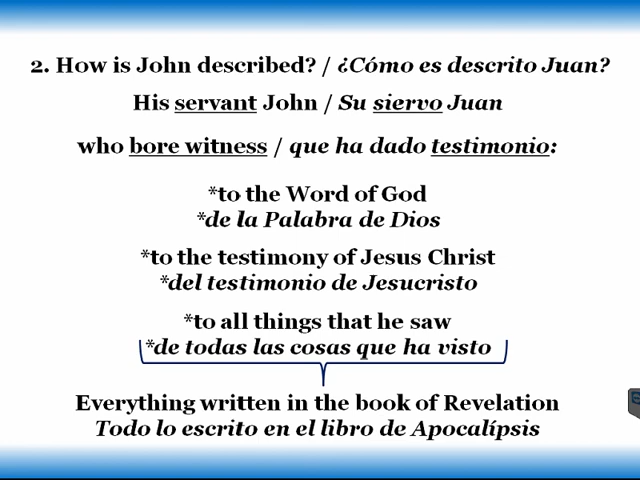 2. How is John described? / ¿Cómo es descrito Juan?
His servant John / Su siervo Juan
who bore witness / que ha dado testimonio:
*to the Word of God
*de la Palabra de Dios
*to the testimony of Jesus Christ
*del testimonio de Jesucristo
*to all things that he saw
*de todas las cosas que ha visto
Everything written in the book of Revelation
Todo lo escrito en el libro de Apocalípsis